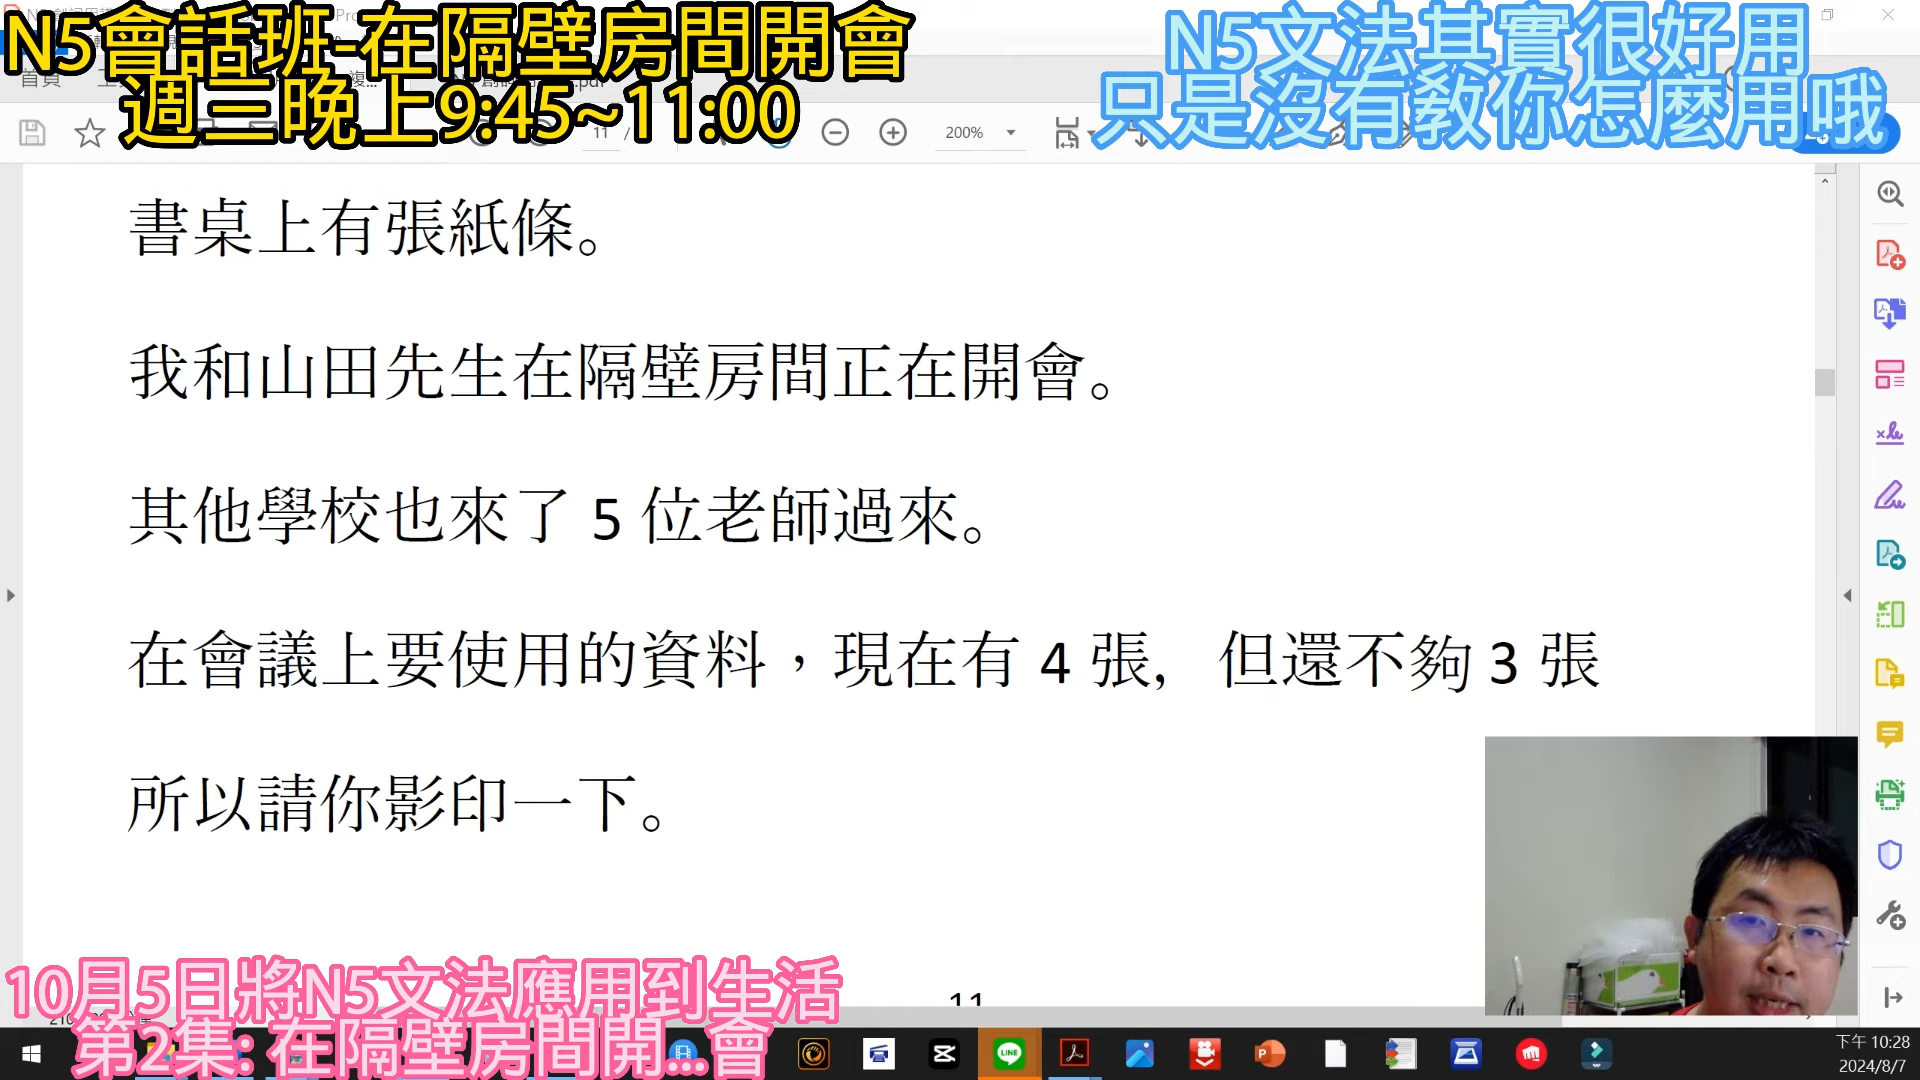 N5會話班-在隔壁房間開會
週三晚上9:45~11:00
N5文法其實很好用
只是沒有教你怎麼用哦
首頁
11 /
200%
書桌上有張紙條。
我和山田先生在隔壁房間正在開會。
其他學校也來了 5 位老師過來。
在會議上要使用的資料，現在有 4 張, 但還不夠 3 張
所以請你影印一下。
11
10月5日將N5文法應用到生活
第2集: 在隔壁房間開...會
LINE
下午 10:28
2024/8/7